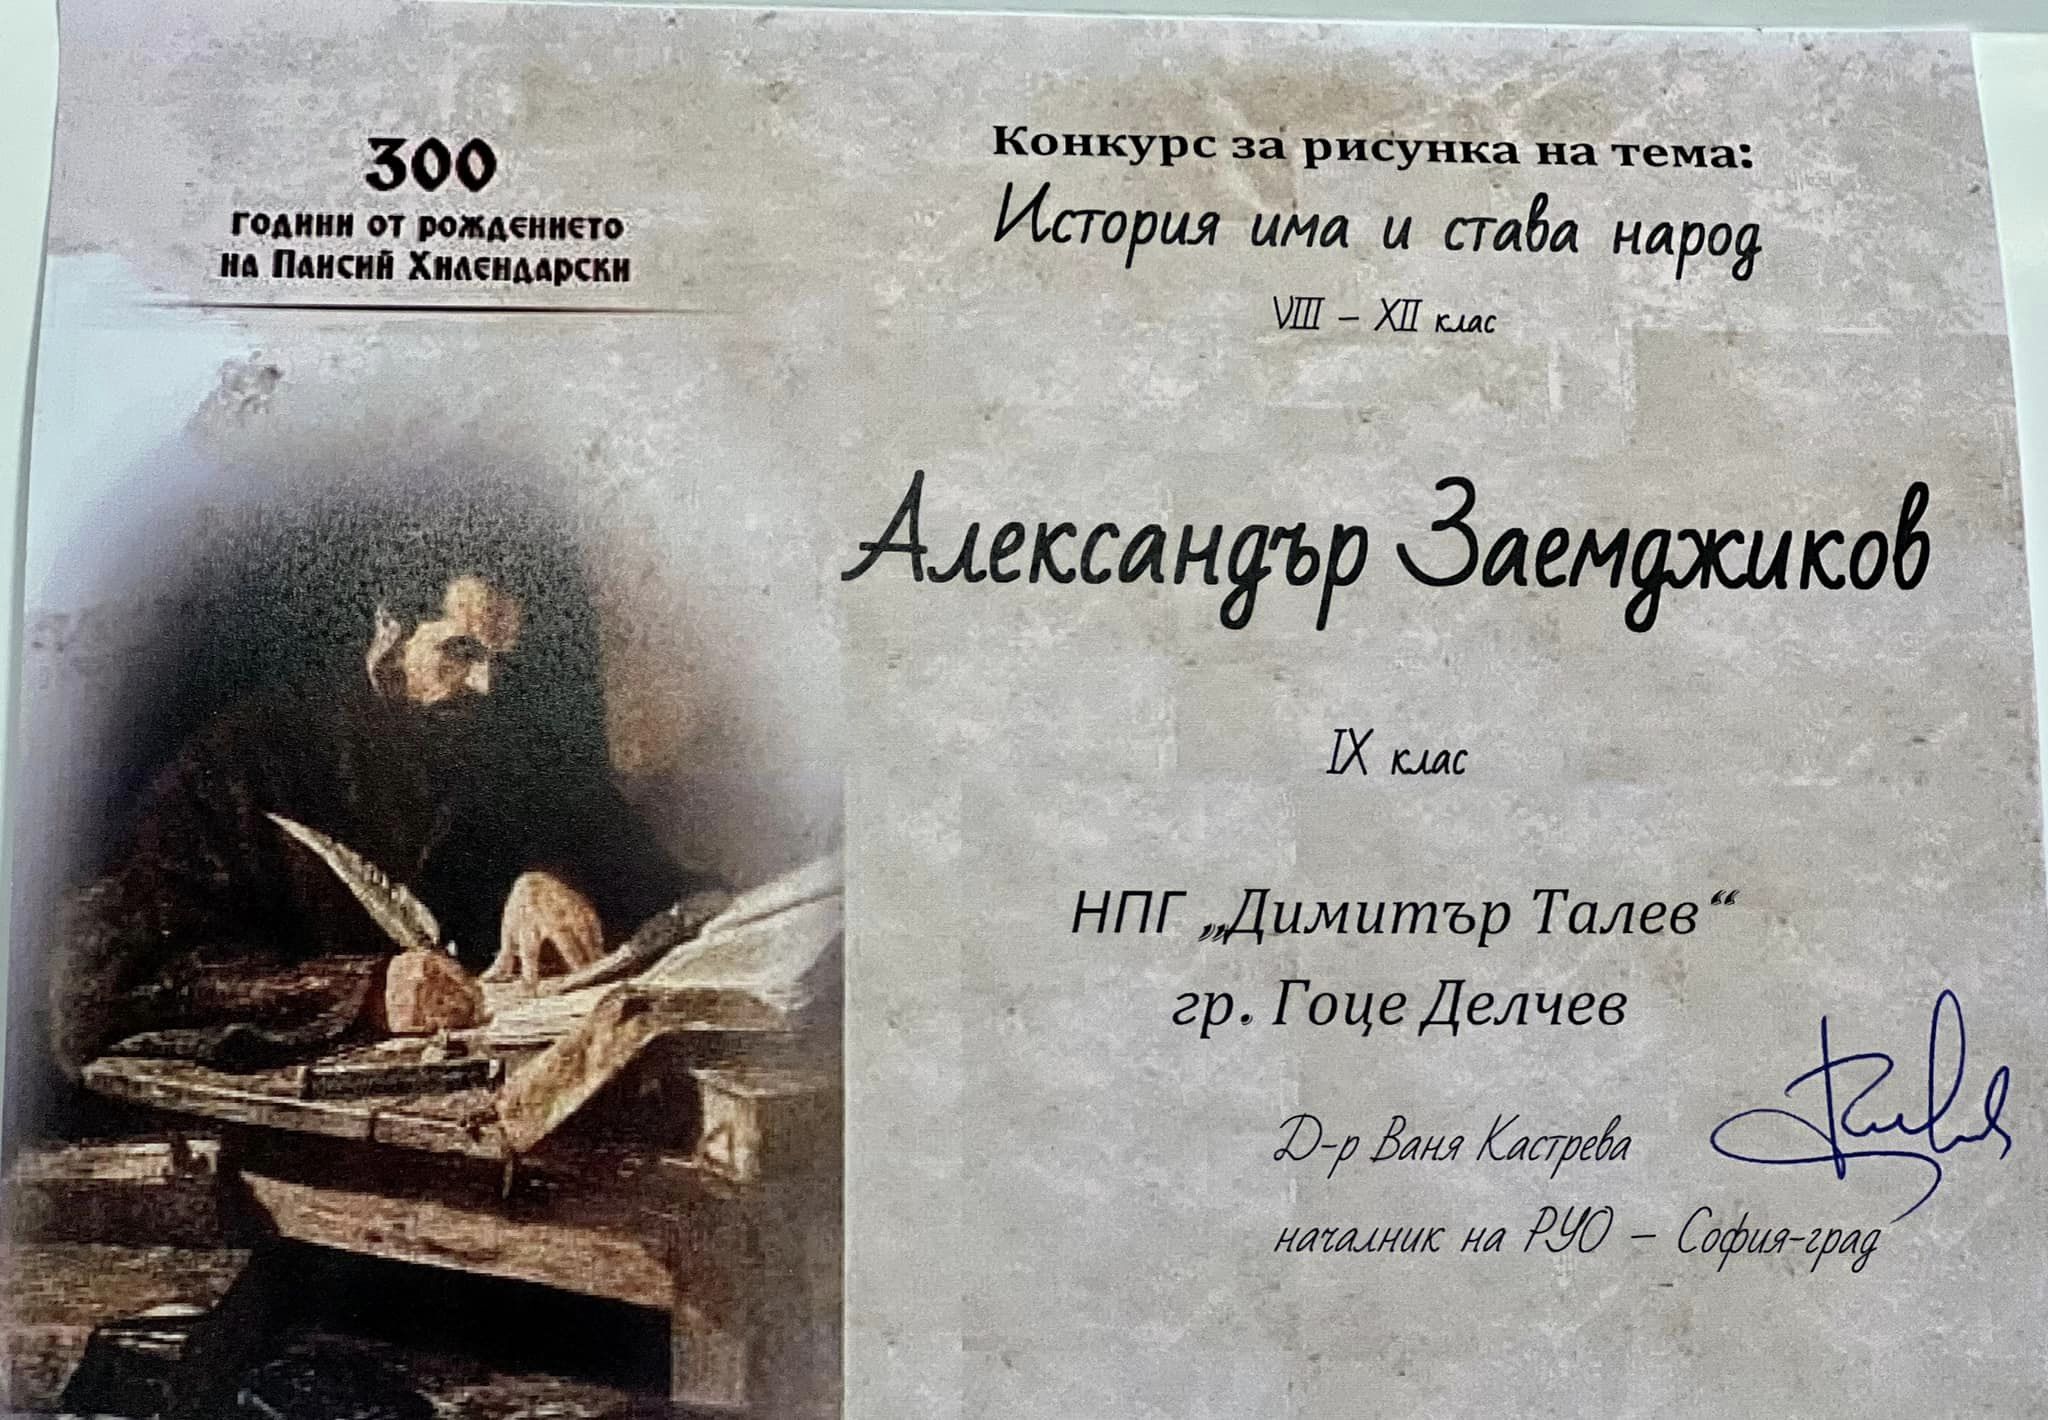 300
години от рождението
на Паисий Хилендарски
Конкурс за рисунка на тема:
История има и става народ
VIII – XII клас
Александър Заемджиков
IX клас
НПГ „Димитър Талев“
гр. Гоце Делчев
Д-р Ваня Кастрева
началник на РУО – София-град